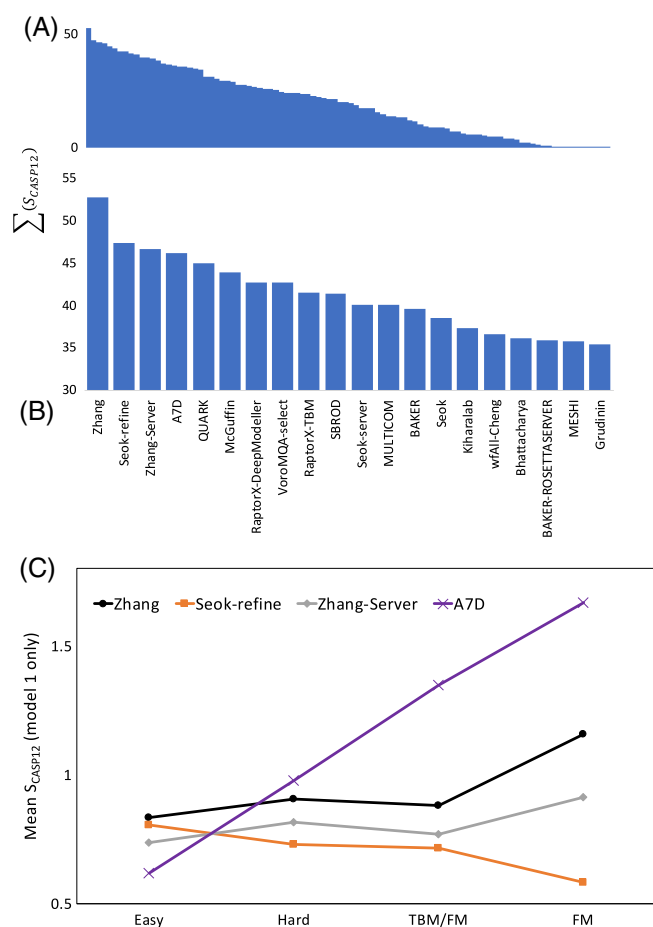 (A)
50
0
∑(S_CASP12)
55
50
45
40
35
30
(B)
Zhang
Seok-refine
Zhang-Server
A7D
QUARK
McGuffin
RaptorX-DeepModeller
VoroMQA-select
RaptorX-TBM
SBROD
Seok-server
MULTICOM
BAKER
Seok
Kiharalab
wfAll-Cheng
Bhattacharya
BAKER-ROSETTASERVER
MESHI
Grudinin
(C)
Zhang Seok-refine Zhang-Server A7D
Mean S_CASP12 (model 1 only)
1.5
1
0.5
Easy Hard TBM/FM FM